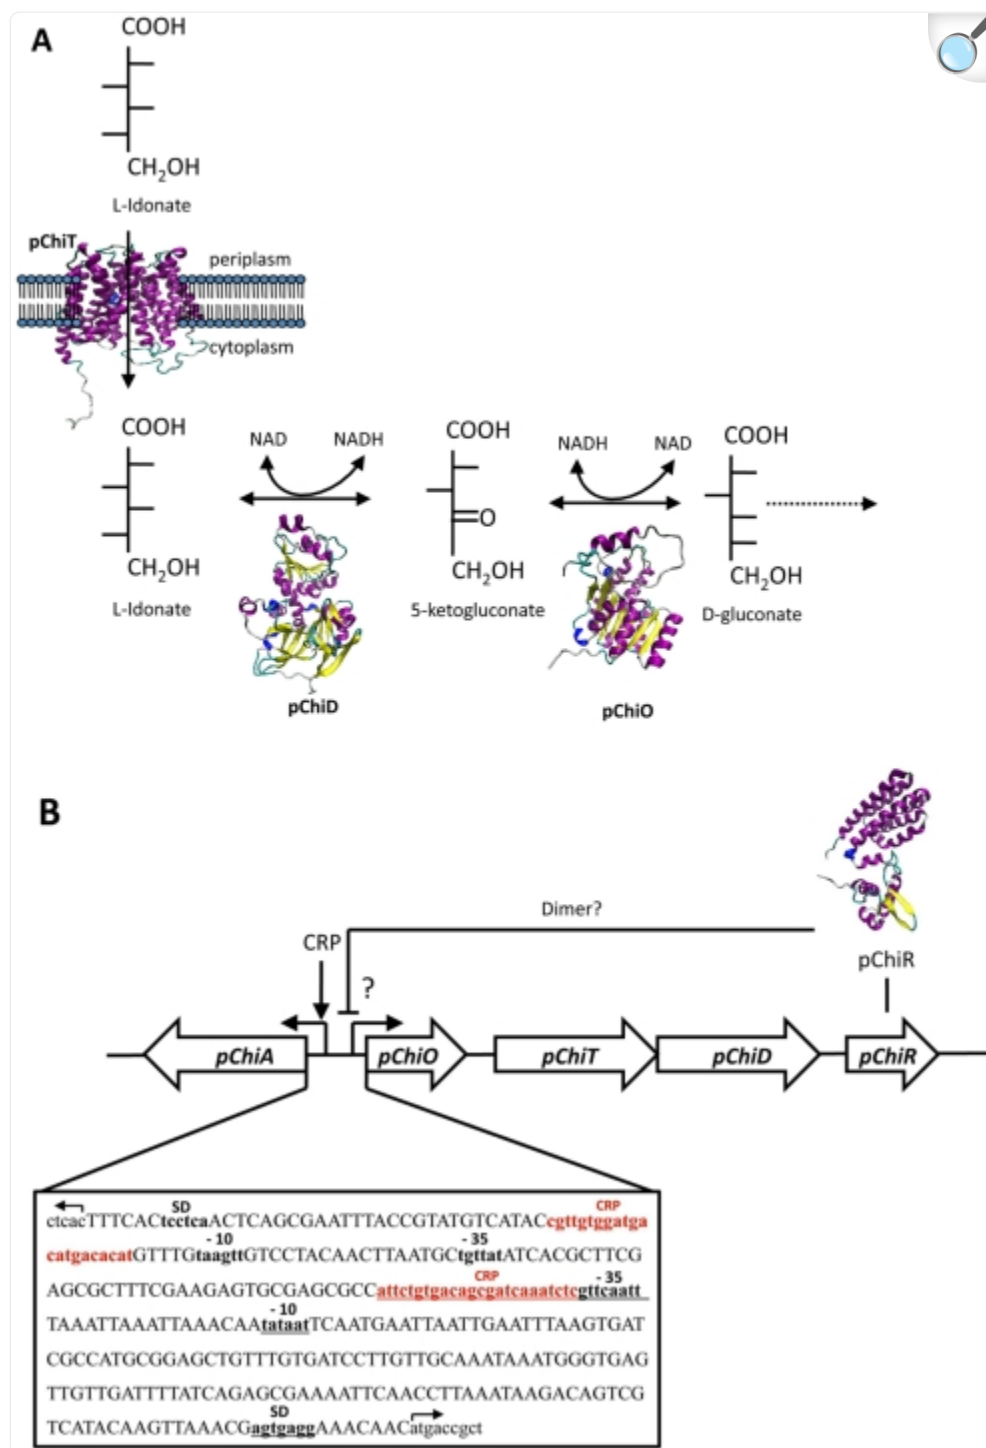 A
COOH
CH₂OH
L-Idonate
pChiT
periplasm
cytoplasm
COOH
NAD
NADH
COOH
NADH
NAD
COOH
O
CH₂OH
CH₂OH
CH₂OH
L-Idonate
5-ketogluconate
D-gluconate
pChiD
pChiO
B
Dimer?
CRP
pChiR
?
pChiA
pChiO
pChiT
pChiD
pChiR
SD
CRP
ctcacTTTCACtcctcaACTCAGCGAATTTACCGTATGTCATACcgttgtggatga
- 10
- 35
catgacacatGTTTGtaagttGTCCTACAACTTAATGCtgttatATCACGCTTCG
CRP
- 35
AGCGCTTTCGAAGAGTGCGAGCGCCattctgtgacagcgatcaaatctcgttcaatt
- 10
TAAATTAAATTAAACAAtataatTCAATGAATTAATTGAATTTAAGTGAT
CGCCATGCGGAGCTGTTTGTGATCCTTGTTGCAAATAAATGGGTGAG
TTGTTGATTTTATCAGAGCGAAAATTCAACCTTAAATAAGACAGTCG
SD
TCATACAAGTTAAACGagtgaggAAACAACatgaccgct